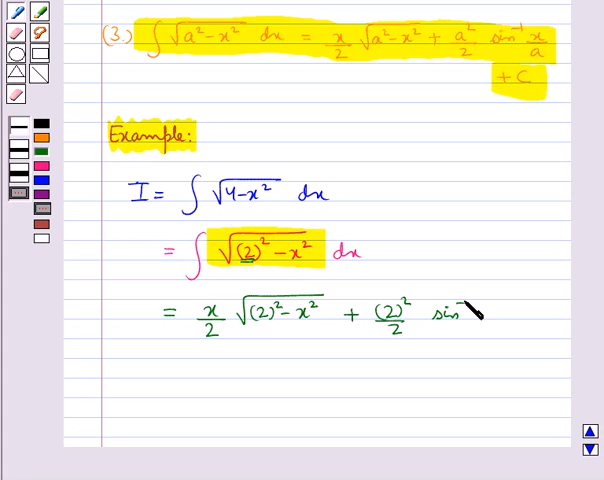 (3.) ∫ √(a² − x²) dx = x/2 √(a² − x²) + a²/2 sin⁻¹ x/a
+ C
Example:
I = ∫ √(4 − x²) dx
= ∫ √((2)² − x²) dx
= x/2 √((2)² − x²) + (2)²/2 sin⁻